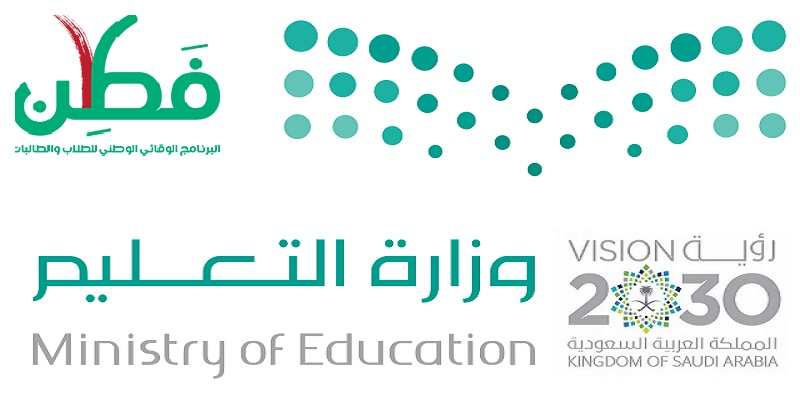 فَطِن
البرنامج الوقائي الوطني للطلاب والطالبات
وزارة التعليم
Ministry of Education
VISION رؤية
2030
المملكة العربية السعودية
KINGDOM OF SAUDI ARABIA